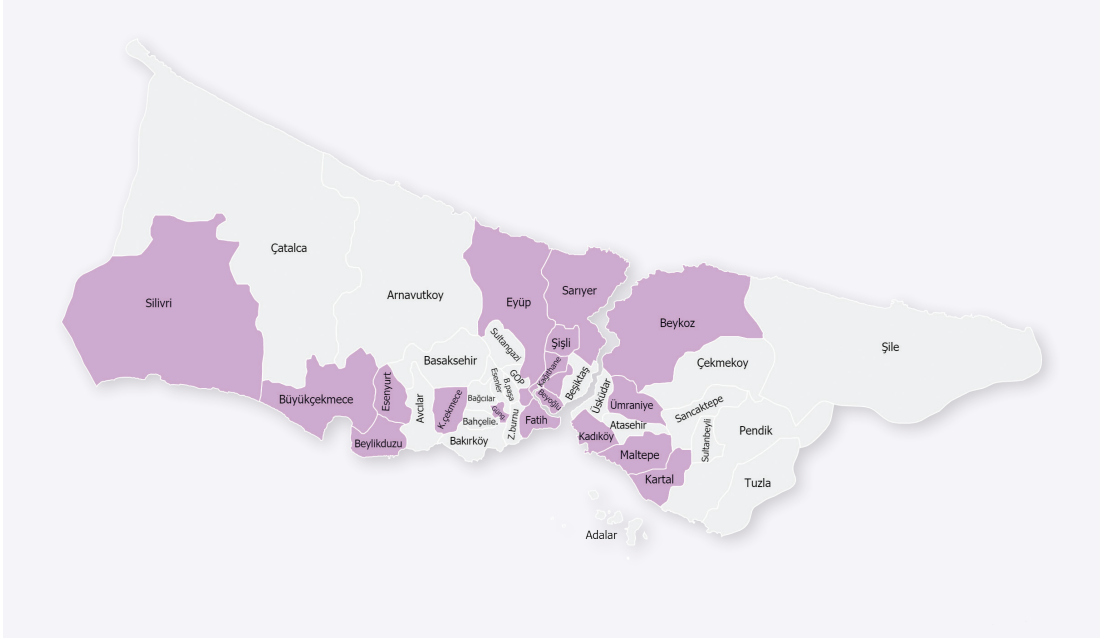 Çatalca
Silivri
Arnavutkoy
Eyüp
Sarıyer
Beykoz
Şile
Sultangazi
Şişli
Basaksehir
Çekmekoy
Kağıthane
GOP
Esenler
B.paşa
Beşiktaş
Üsküdar
Büyükçekmece
Esenyurt
Avcılar
K.çekmece
Bağcılar
Beyoğlu
Ümraniye
Sancaktepe
Güng.
Bahçelie.
Z.burnu
Fatih
Atasehir
Pendik
Beylikduzu
Bakırköy
Kadıköy
Sultanbeyli
Maltepe
Kartal
Tuzla
Adalar